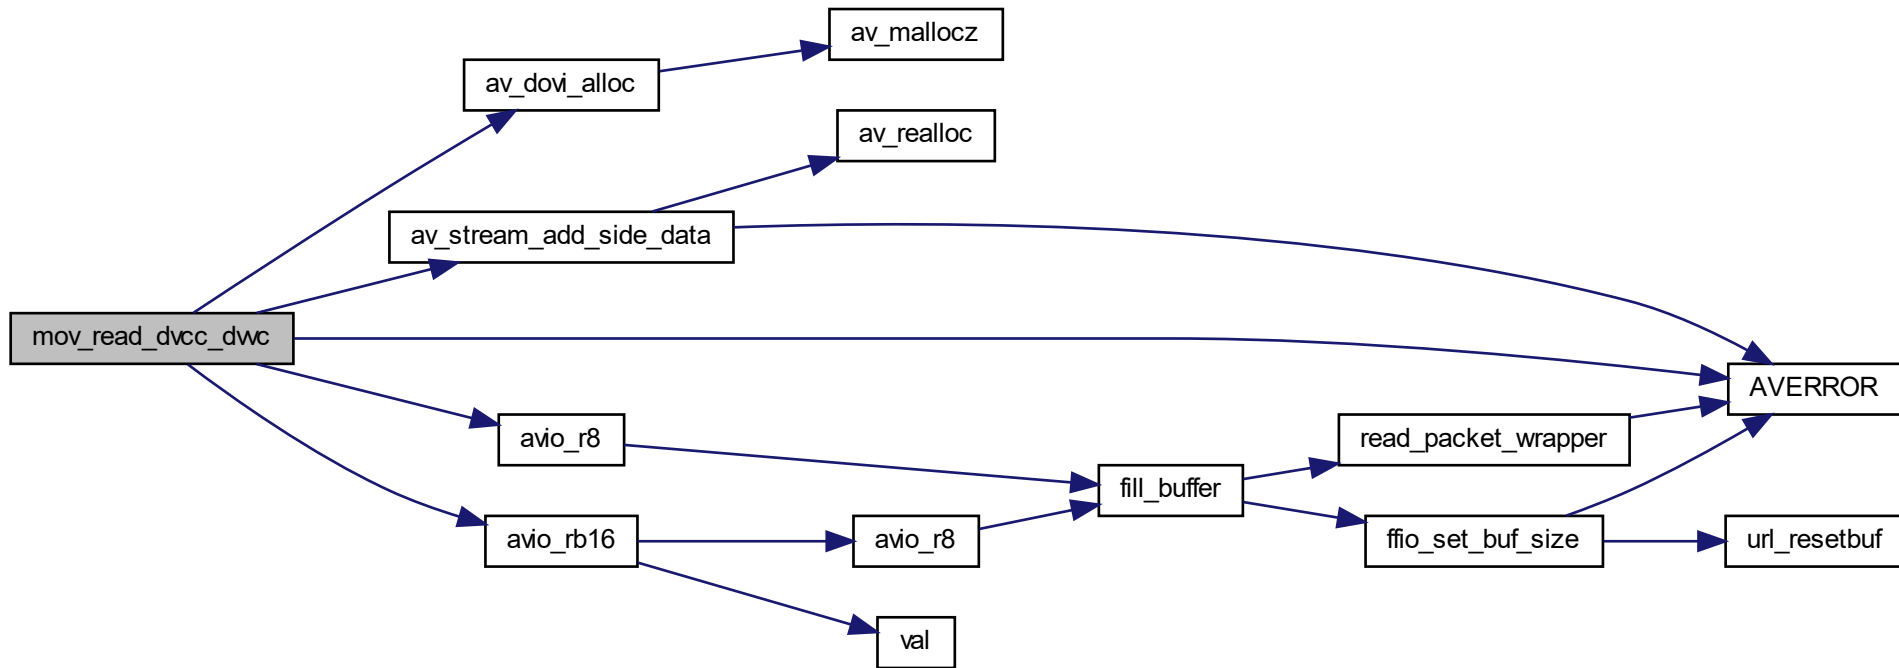 av_mallocz
av_dovi_alloc
av_realloc
av_stream_add_side_data
mov_read_dvcc_dvvc
AVERROR
avio_r8
read_packet_wrapper
fill_buffer
avio_rb16
avio_r8
ffio_set_buf_size
url_resetbuf
val